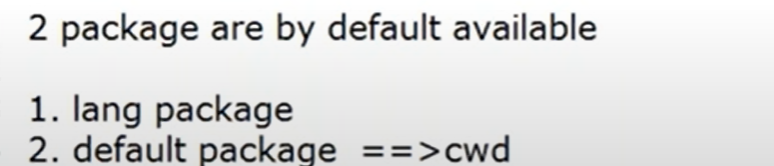 2 package are by default available
1. lang package
2. default package ==>cwd